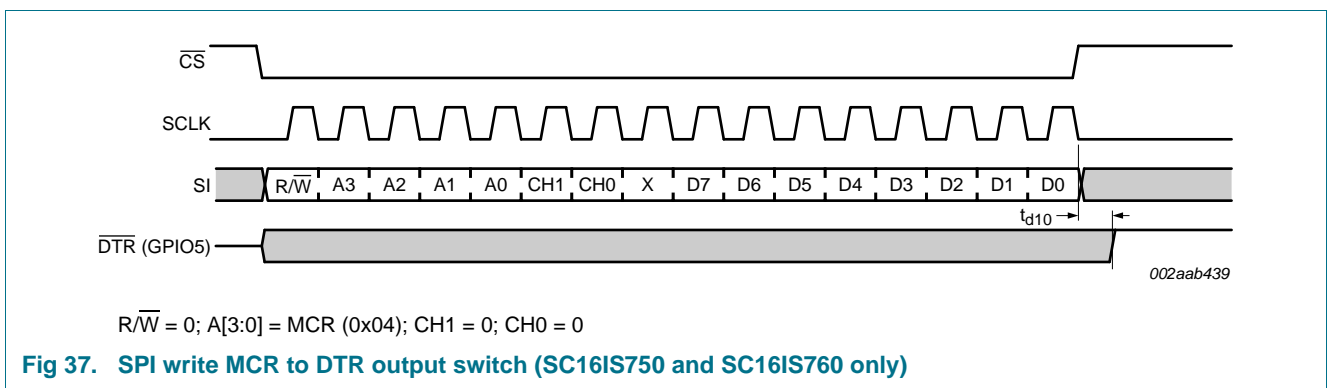 CS
SCLK
SI R/W A3 A2 A1 A0 CH1 CH0 X D7 D6 D5 D4 D3 D2 D1 D0
td10
DTR (GPIO5)
002aab439
R/W = 0; A[3:0] = MCR (0x04); CH1 = 0; CH0 = 0
Fig 37. SPI write MCR to DTR output switch (SC16IS750 and SC16IS760 only)